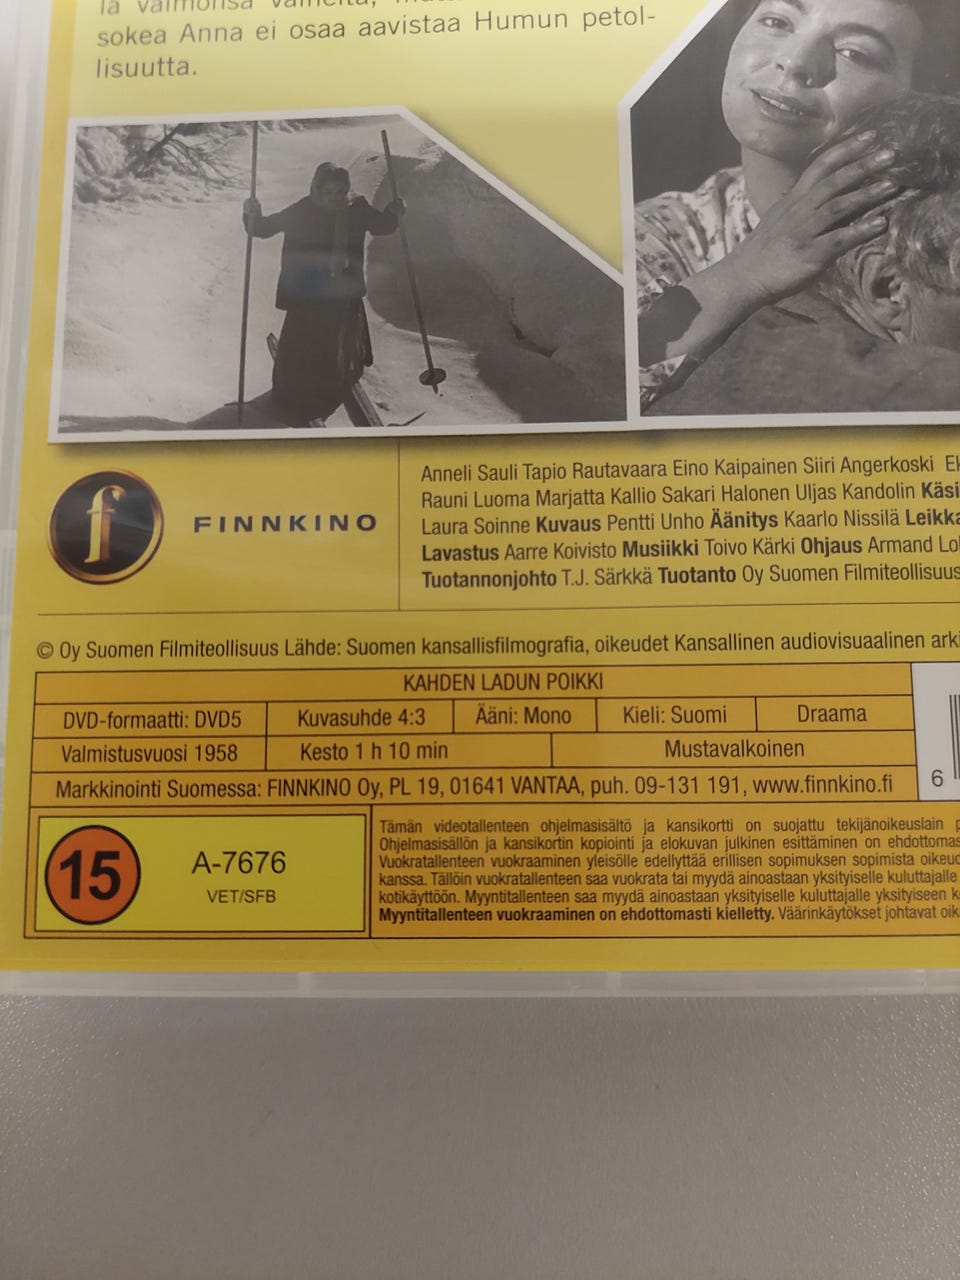 sokea Anna ei osaa aavistaa Humun petol-
lisuutta.
f
FINNKINO
Anneli Sauli Tapio Rautavaara Eino Kaipainen Siiri Angerkoski
Rauni Luoma Marjatta Kallio Sakari Halonen Uljas Kandolin Käsi
Laura Soinne Kuvaus Pentti Unho Äänitys Kaarlo Nissilä Leikka
Lavastus Aarre Koivisto Musiikki Toivo Kärki Ohjaus Armand Lo
Tuotannonjohto T.J. Särkkä Tuotanto Oy Suomen Filmiteollisuus
© Oy Suomen Filmiteollisuus Lähde: Suomen kansallisfilmografia, oikeudet Kansallinen audiovisuaalinen arki
KAHDEN LADUN POIKKI
DVD-formaatti: DVD5 Kuvasuhde 4:3 Ääni: Mono Kieli: Suomi Draama
Valmistusvuosi 1958 Kesto 1 h 10 min Mustavalkoinen
Markkinointi Suomessa: FINNKINO Oy, PL 19, 01641 VANTAA, puh. 09-131 191, www.finnkino.fi
6
15
A-7676
VET/SFB
Tämän videotallenteen ohjelmasisältö ja kansikortti on suojattu tekijänoikeuslain
Ohjelmasisällön ja kansikortin kopiointi ja elokuvan julkinen esittäminen on ehdottomas
Vuokratallenteen vuokraaminen yleisölle edellyttää erillisen sopimuksen sopimista oikeuc
kanssa. Tällöin vuokratallenteen saa vuokrata tai myydä ainoastaan yksityiselle kuluttajalle
kotikäyttöön. Myyntitallenteen saa myydä ainoastaan yksityiselle kuluttajalle yksityiseen
Myyntitallenteen vuokraaminen on ehdottomasti kielletty. Väärinkäytökset johtavat oik